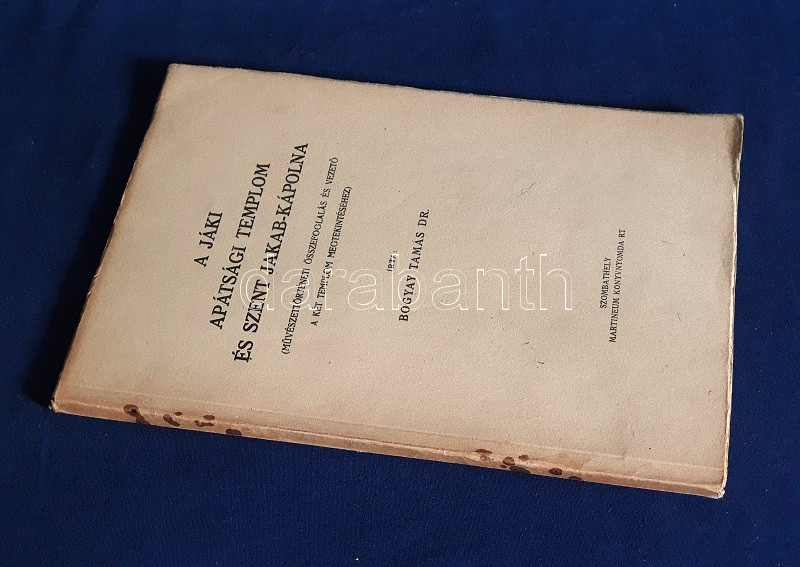 A JÁKI
APÁTSÁGI TEMPLOM
ÉS SZENT JAKAB-KÁPOLNA
(MŰVÉSZETTÖRTÉNETI ÖSSZEFOGLALÁS ÉS VEZETŐ
A KÉT TEMPLOM MEGTEKINTÉSÉHEZ)
IRTA:
BOGYAY TAMÁS DR.
SZOMBATHELY
MARTINEUM KÖNYVNYOMDA RT
darabanth